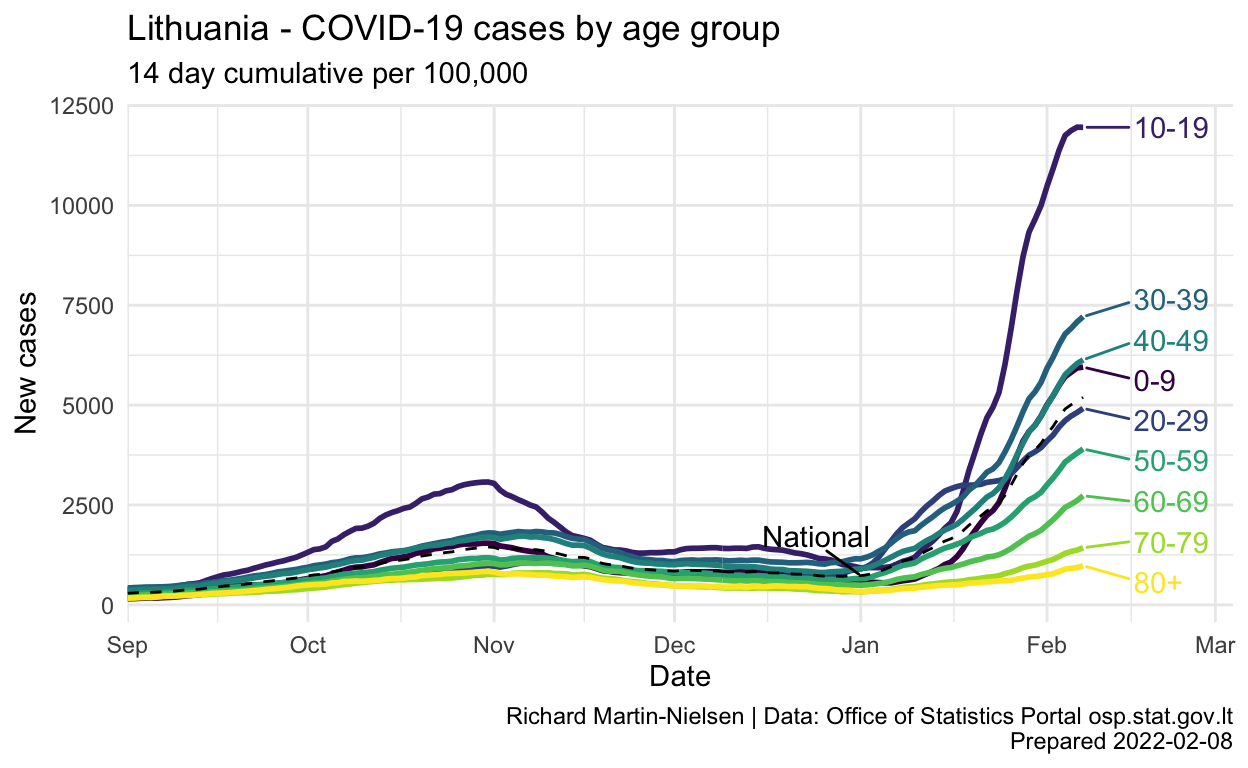 Lithuania - COVID-19 cases by age group
14 day cumulative per 100,000
New cases
12500
10000
7500
5000
2500
0
10-19
30-39
40-49
0-9
20-29
50-59
60-69
70-79
80+
National
Sep Oct Nov Dec Jan Feb Mar
Date
Richard Martin-Nielsen | Data: Office of Statistics Portal osp.stat.gov.lt
Prepared 2022-02-08